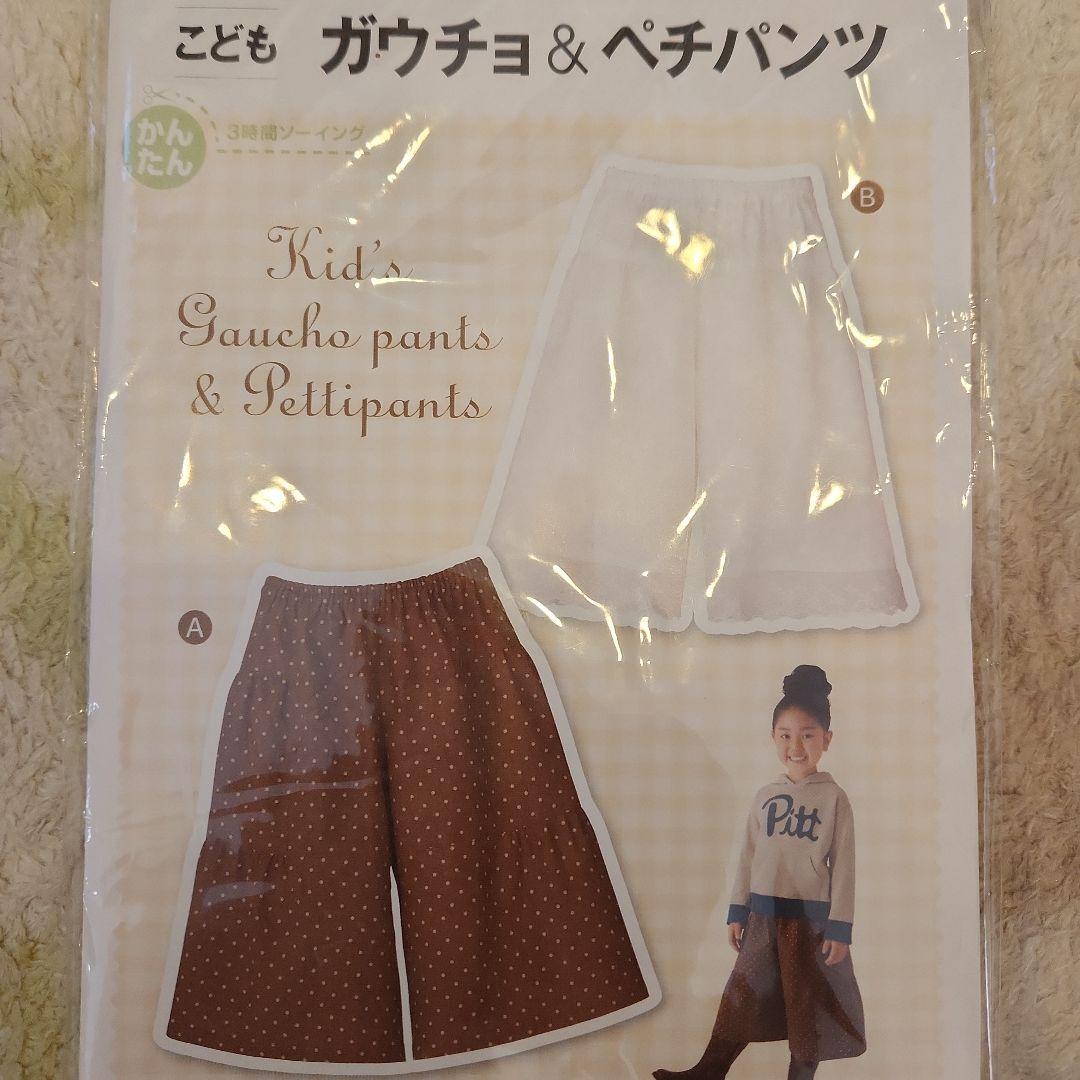 こども ガウチョ&ペチパンツ
かん
たん
3時間ソーイング
Kid's
Gaucho pants
& Pettipants
B
A
Pitt